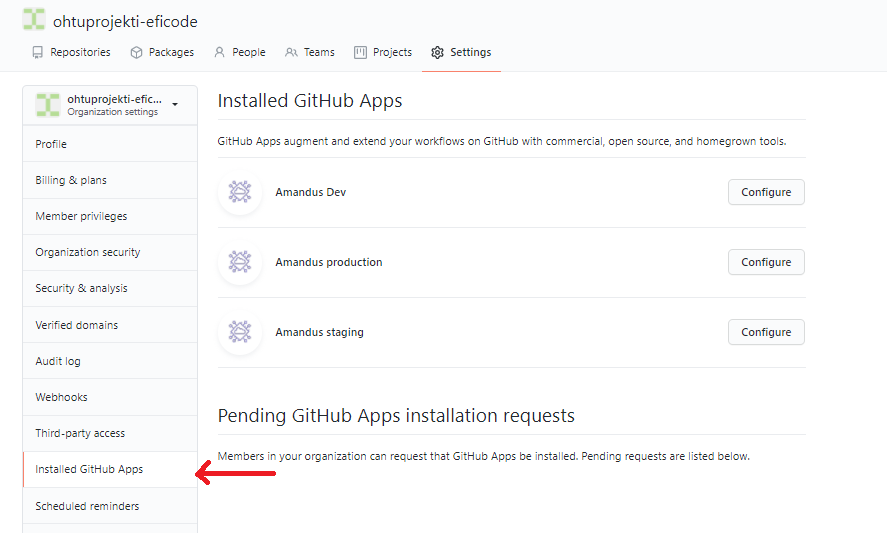 ohtuprojekti-eficode
Repositories
Packages
People
Teams
Projects
Settings
ohtuprojekti-efic...
Organization settings
Profile
Billing & plans
Member privileges
Organization security
Security & analysis
Verified domains
Audit log
Webhooks
Third-party access
Installed GitHub Apps
Scheduled reminders
Installed GitHub Apps
GitHub Apps augment and extend your workflows on GitHub with commercial, open source, and homegrown tools.
Amandus Dev
Configure
Amandus production
Configure
Amandus staging
Configure
Pending GitHub Apps installation requests
Members in your organization can request that GitHub Apps be installed. Pending requests are listed below.